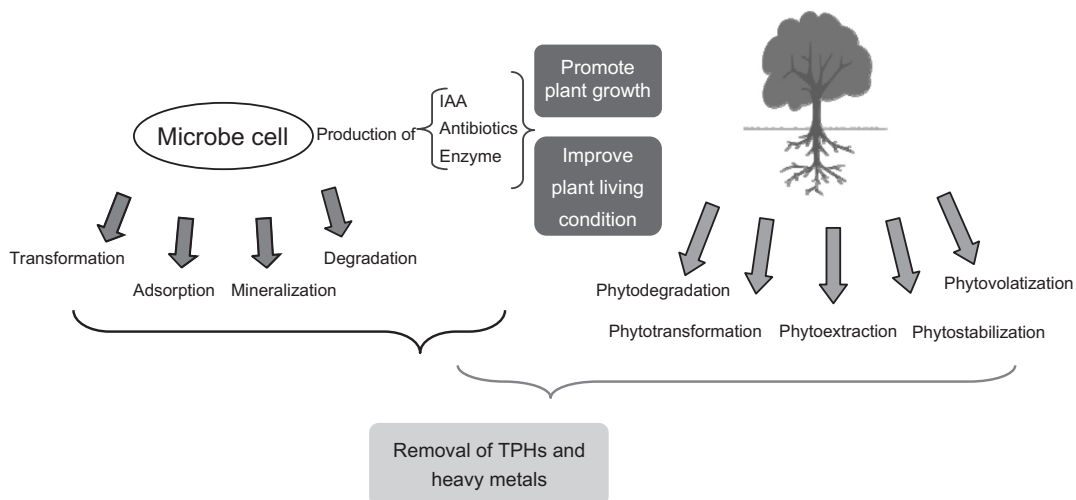 Promote
plant growth
IAA
Microbe cell
Production of
Antibiotics
Enzyme
Improve
plant living
condition
Transformation
Degradation
Adsorption
Mineralization
Phytodegradation
Phytovolatization
Phytotransformation
Phytoextraction
Phytostabilization
Removal of TPHs and
heavy metals